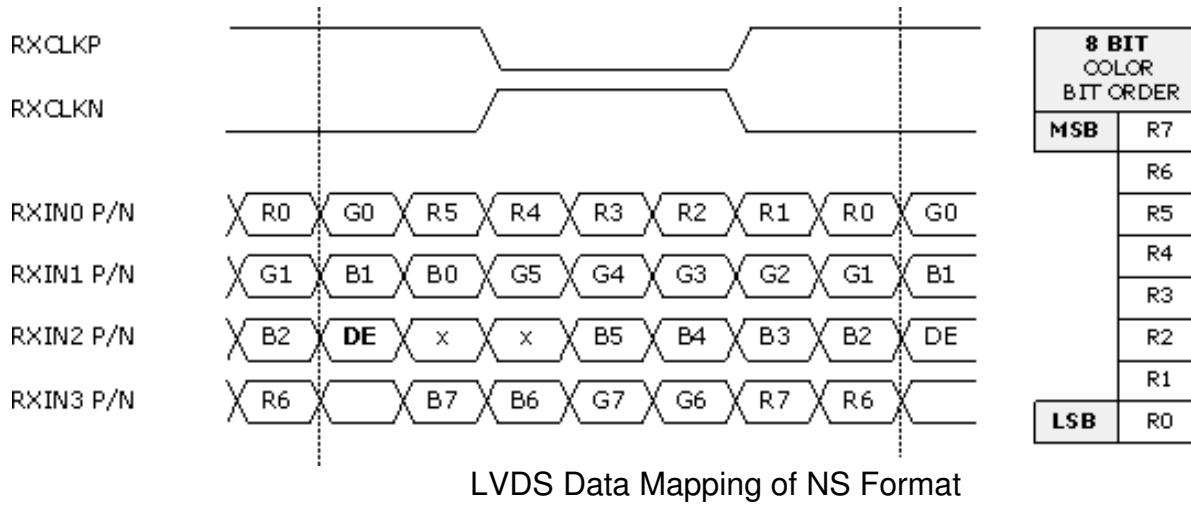 RXCLKP
RXCLKN
RXIN0 P/N R0 G0 R5 R4 R3 R2 R1 R0 G0
RXIN1 P/N G1 B1 B0 G5 G4 G3 G2 G1 B1
RXIN2 P/N B2 DE x x B5 B4 B3 B2 DE
RXIN3 P/N R6 B7 B6 G7 G6 R7 R6
8 BIT
COLOR
BIT ORDER
MSB R7
R6
R5
R4
R3
R2
R1
LSB R0
LVDS Data Mapping of NS Format